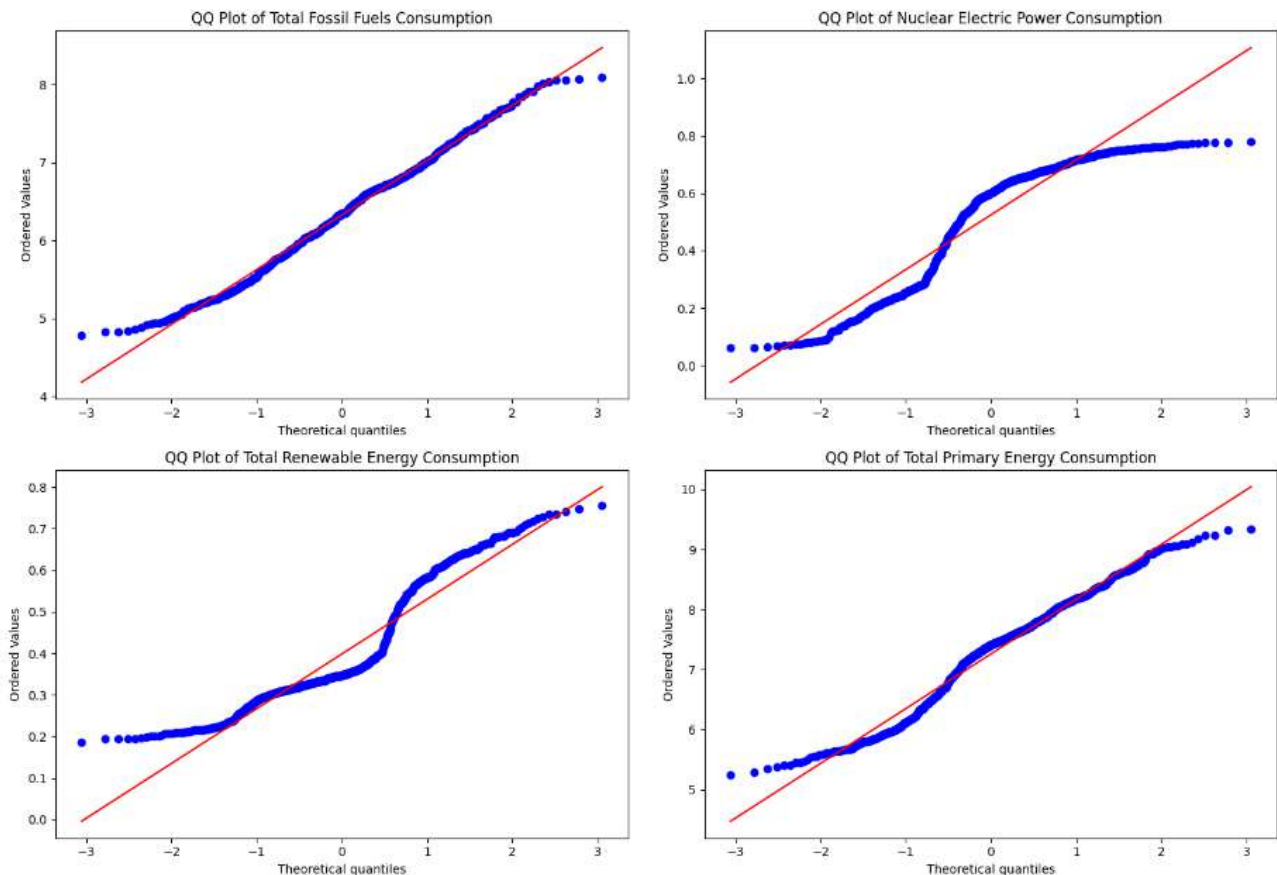 QQ Plot of Total Fossil Fuels Consumption
Ordered Values
8
7
6
5
4
−3 −2 −1 0 1 2 3
Theoretical quantiles
QQ Plot of Nuclear Electric Power Consumption
Ordered Values
1.0
0.8
0.6
0.4
0.2
0.0
−3 −2 −1 0 1 2 3
Theoretical quantiles
QQ Plot of Total Renewable Energy Consumption
Ordered Values
0.8
0.7
0.6
0.5
0.4
0.3
0.2
0.1
0.0
−3 −2 −1 0 1 2 3
Theoretical quantiles
QQ Plot of Total Primary Energy Consumption
Ordered Values
10
9
8
7
6
5
−3 −2 −1 0 1 2 3
Theoretical quantiles